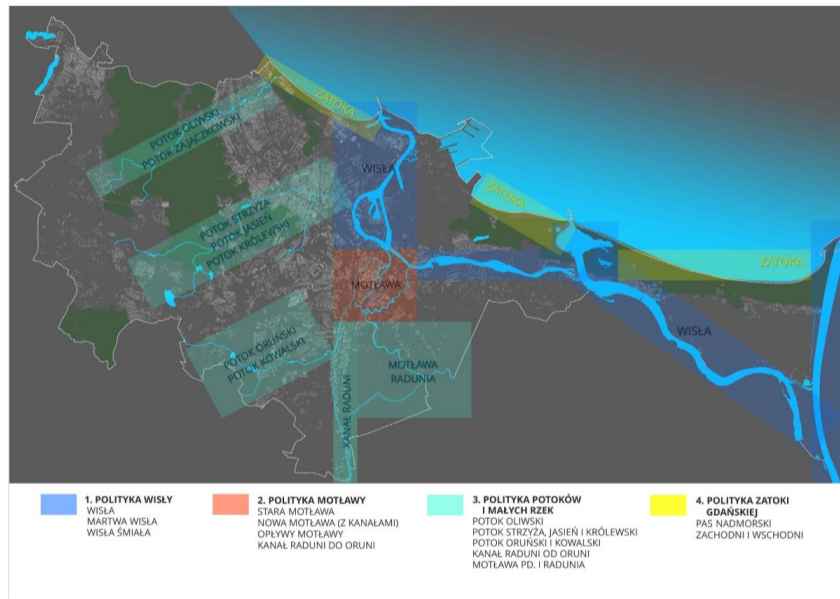 ZATOKA
POTOK OLIWSKI
POTOK ZAJĄCZKOWSKI
WISŁA
POTOK STRZYŻA
POTOK JASIEŃ
POTOK KRÓLEWSKI
ZATOKA
ZATOKA
MOTŁAWA
WISŁA
POTOK ORUŃSKI
POTOK KOWALSKI
KANAŁ RADUNI
MOTŁAWA
RADUNIA
1. POLITYKA WISŁY
WISŁA
MARTWA WISŁA
WISŁA ŚMIAŁA
2. POLITYKA MOTŁAWY
STARA MOTŁAWA
NOWA MOTŁAWA (Z KANAŁAMI)
OPŁYWY MOTŁAWY
KANAŁ RADUNI DO ORUNI
3. POLITYKA POTOKÓW
I MAŁYCH RZEK
POTOK OLIWSKI
POTOK STRZYŻA, JASIEŃ I KRÓLEWSKI
POTOK ORUŃSKI I KOWALSKI
KANAŁ RADUNI OD ORUNI
MOTŁAWA PD. I RADUNIA
4. POLITYKA ZATOKI
GDAŃSKIEJ
PAS NADMORSKI
ZACHODNI I WSCHODNI